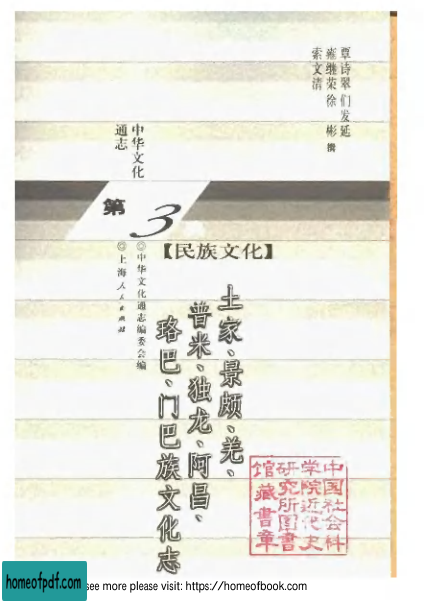 覃诗翠 们发延
雍继荣 徐 彬 撰
索文清
中华文化
通志
第
3
【民族文化】
◎中华文化通志编委会编
◎上海人民出版社
土家、景颇、羌、
普米、独龙、阿昌、
珞巴、门巴族文化志
中国社会科
学院近代史
研究所图书
馆藏书章
homeofpdf.com
see more please visit: https://homeofbook.com